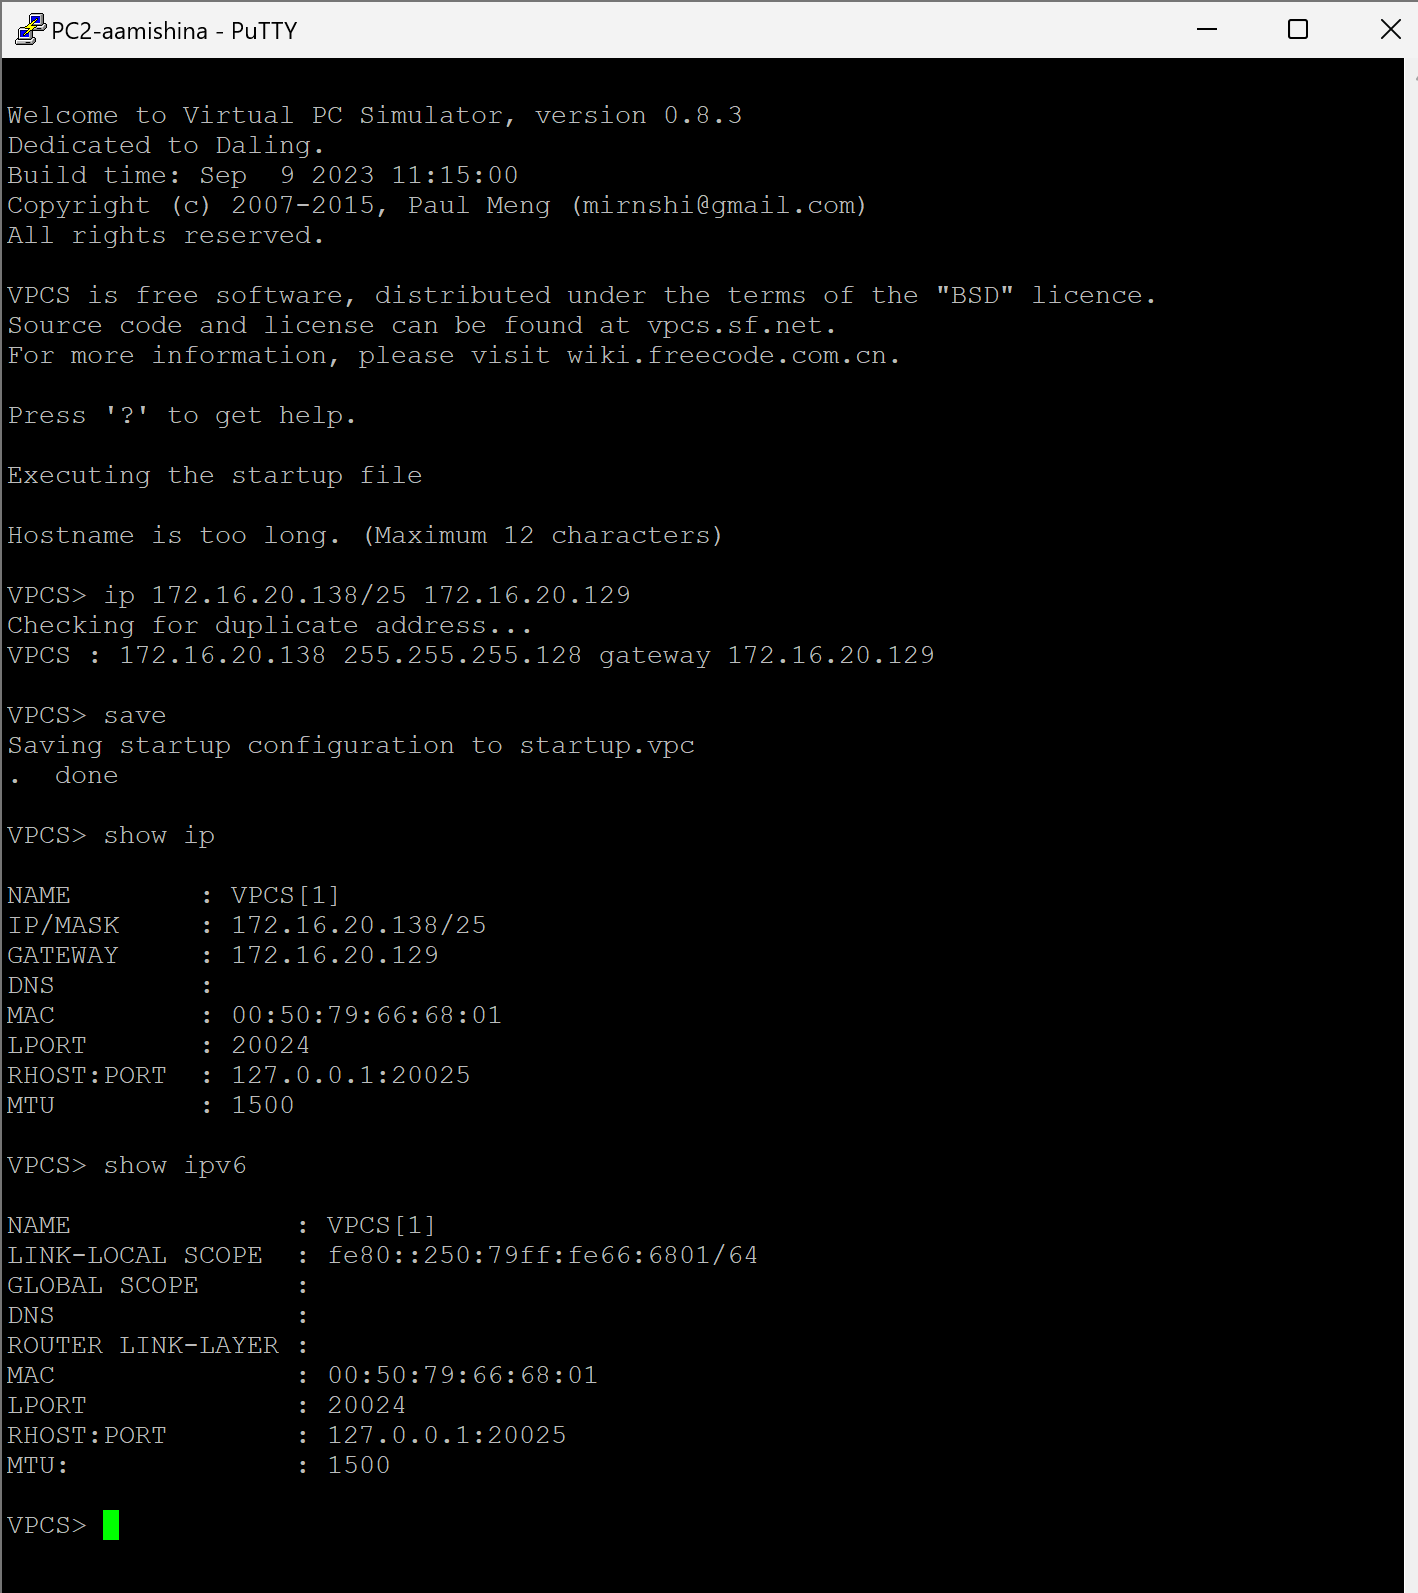 PC2-aamishina - PuTTY
Welcome to Virtual PC Simulator, version 0.8.3
Dedicated to Daling.
Build time: Sep  9 2023 11:15:00
Copyright (c) 2007-2015, Paul Meng (mirnshi@gmail.com)
All rights reserved.
VPCS is free software, distributed under the terms of the "BSD" licence.
Source code and license can be found at vpcs.sf.net.
For more information, please visit wiki.freecode.com.cn.
Press '?' to get help.
Executing the startup file
Hostname is too long. (Maximum 12 characters)
VPCS> ip 172.16.20.138/25 172.16.20.129
Checking for duplicate address...
VPCS : 172.16.20.138 255.255.255.128 gateway 172.16.20.129
VPCS> save
Saving startup configuration to startup.vpc
.  done
VPCS> show ip
NAME        : VPCS[1]
IP/MASK     : 172.16.20.138/25
GATEWAY     : 172.16.20.129
DNS         :
MAC         : 00:50:79:66:68:01
LPORT       : 20024
RHOST:PORT  : 127.0.0.1:20025
MTU         : 1500
VPCS> show ipv6
NAME              : VPCS[1]
LINK-LOCAL SCOPE  : fe80::250:79ff:fe66:6801/64
GLOBAL SCOPE      :
DNS               :
ROUTER LINK-LAYER :
MAC               : 00:50:79:66:68:01
LPORT             : 20024
RHOST:PORT        : 127.0.0.1:20025
MTU:              : 1500
VPCS>